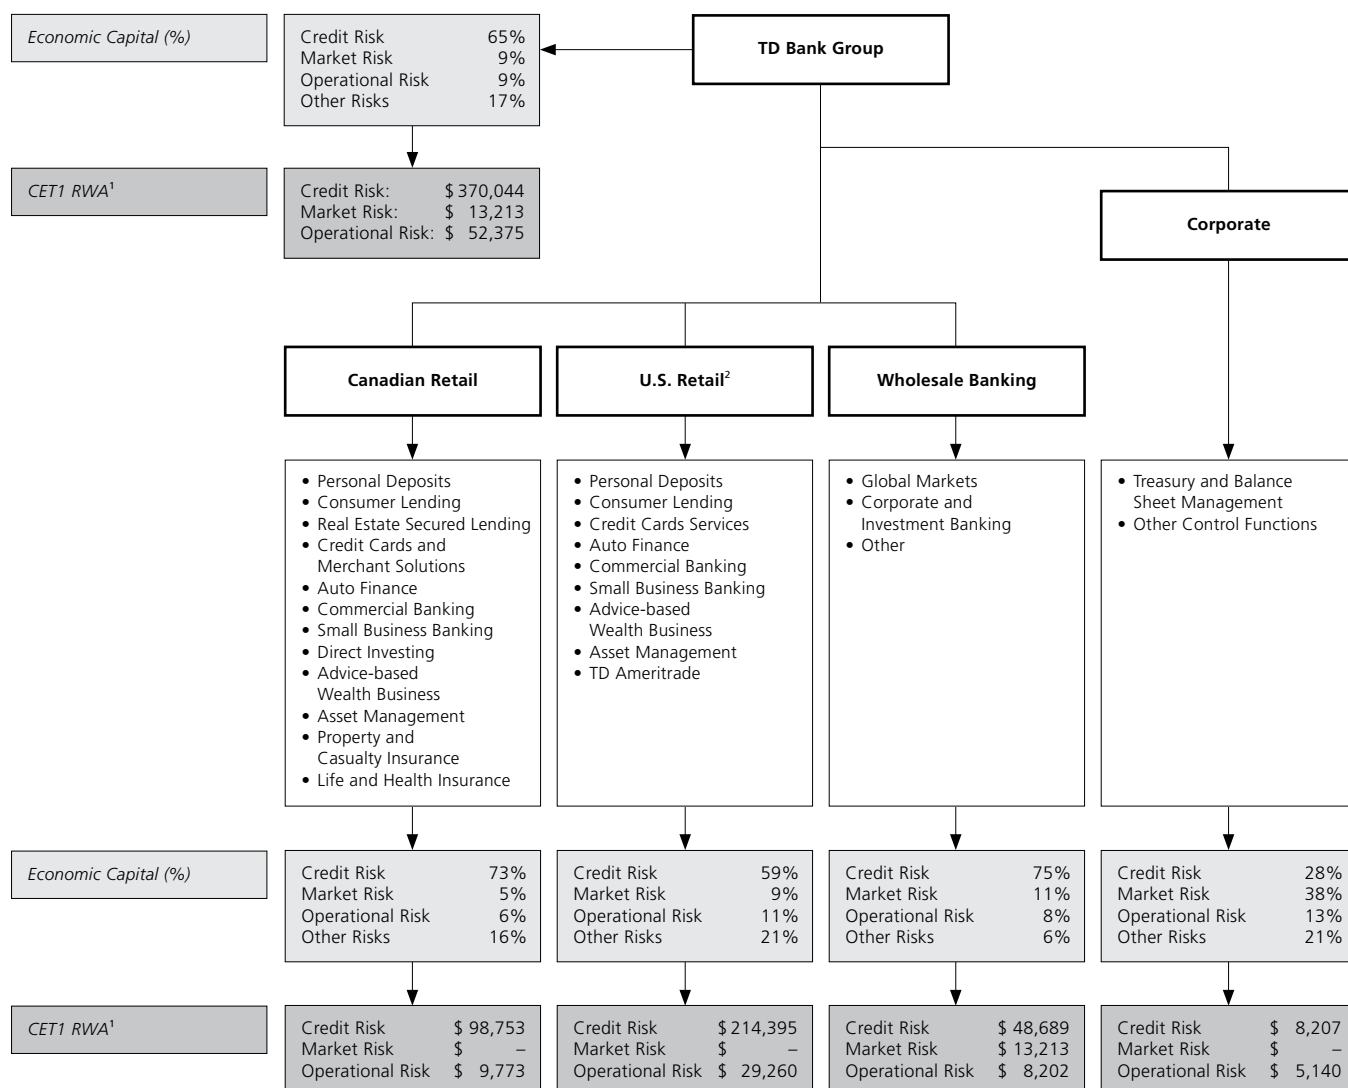 Economic Capital (%)
Credit Risk 65%
Market Risk 9%
Operational Risk 9%
Other Risks 17%
TD Bank Group
CET1 RWA¹
Credit Risk: $ 370,044
Market Risk: $ 13,213
Operational Risk: $ 52,375
Corporate
Canadian Retail
U.S. Retail²
Wholesale Banking
• Personal Deposits
• Consumer Lending
• Real Estate Secured Lending
• Credit Cards and
Merchant Solutions
• Auto Finance
• Commercial Banking
• Small Business Banking
• Direct Investing
• Advice-based
Wealth Business
• Asset Management
• Property and
Casualty Insurance
• Life and Health Insurance
• Personal Deposits
• Consumer Lending
• Credit Cards Services
• Auto Finance
• Commercial Banking
• Small Business Banking
• Advice-based
Wealth Business
• Asset Management
• TD Ameritrade
• Global Markets
• Corporate and
Investment Banking
• Other
• Treasury and Balance
Sheet Management
• Other Control Functions
Economic Capital (%)
Credit Risk 73%
Market Risk 5%
Operational Risk 6%
Other Risks 16%
Credit Risk 59%
Market Risk 9%
Operational Risk 11%
Other Risks 21%
Credit Risk 75%
Market Risk 11%
Operational Risk 8%
Other Risks 6%
Credit Risk 28%
Market Risk 38%
Operational Risk 13%
Other Risks 21%
CET1 RWA¹
Credit Risk $ 98,753
Market Risk $ –
Operational Risk $ 9,773
Credit Risk $ 214,395
Market Risk $ –
Operational Risk $ 29,260
Credit Risk $ 48,689
Market Risk $ 13,213
Operational Risk $ 8,202
Credit Risk $ 8,207
Market Risk $ –
Operational Risk $ 5,140